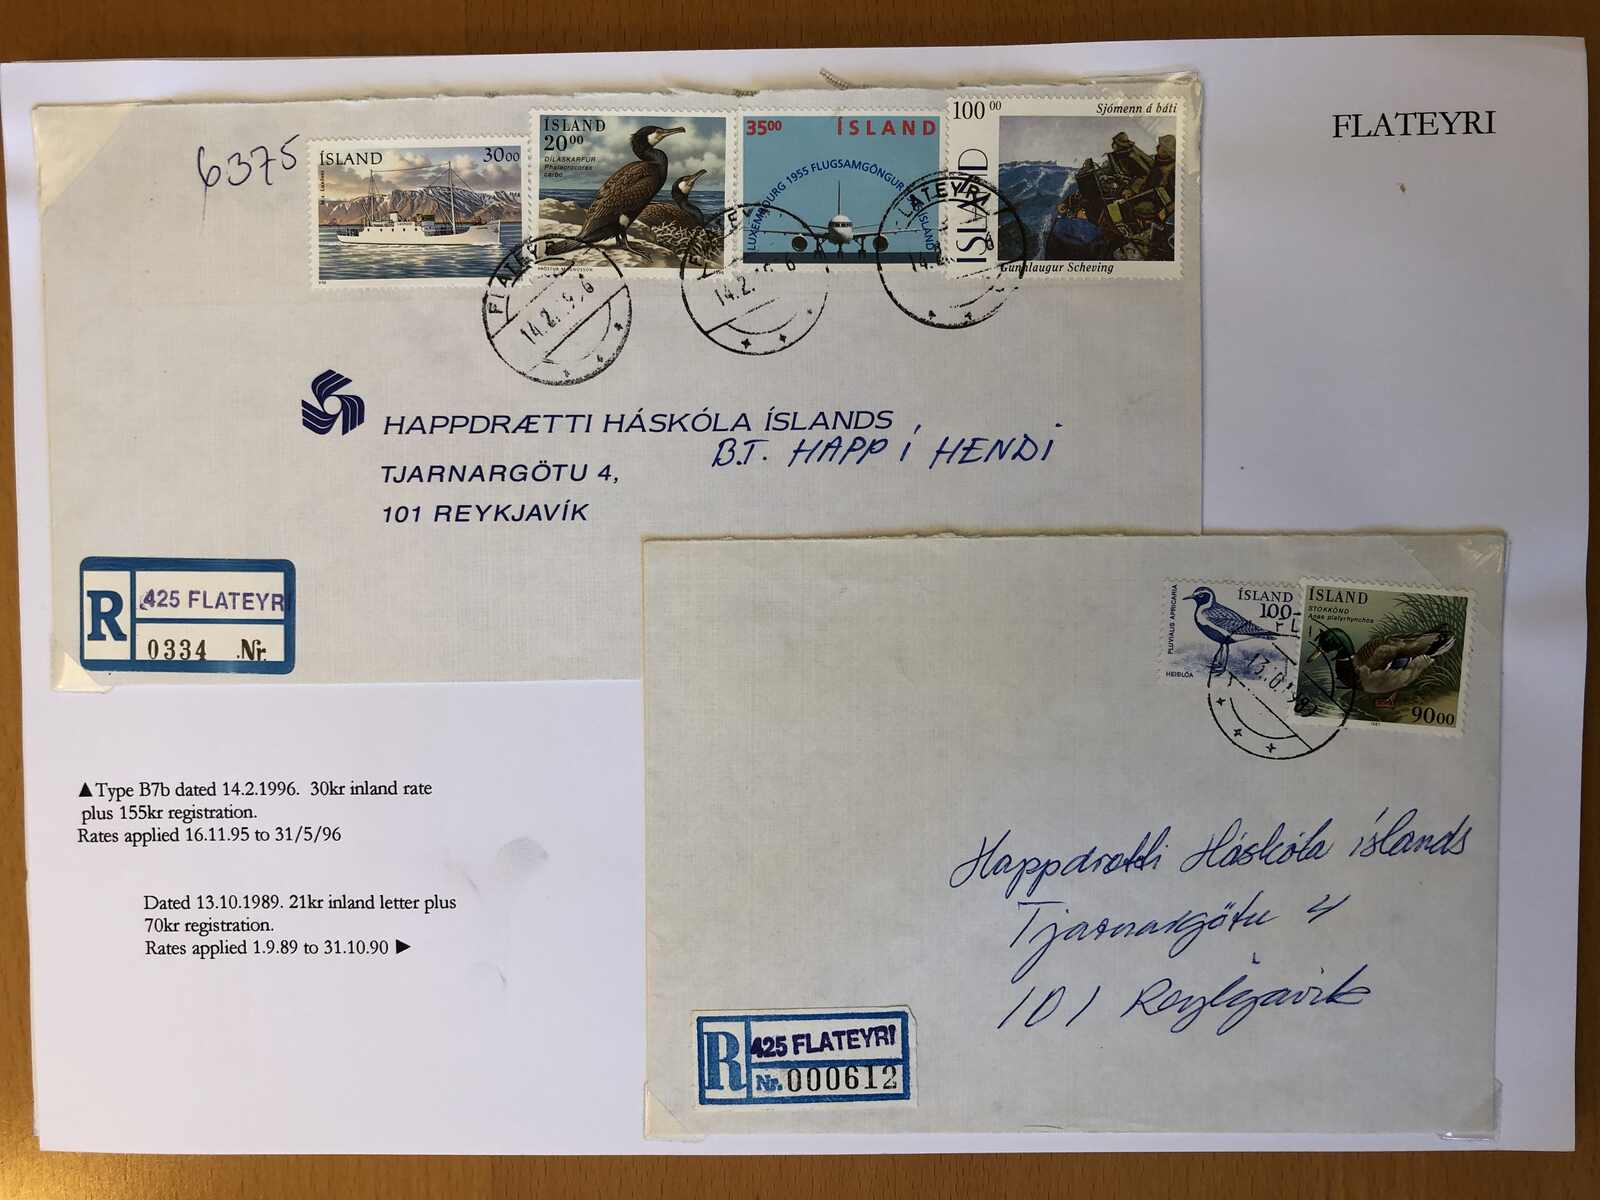 FLATEYRI
6375
ÍSLAND 30⁰⁰
ÍSLAND
20⁰⁰
DÍLASKARFUR
Phalacrocorax
carbo
ÞRÖSTUR MAGNÚSSON
35⁰⁰ ÍSLAND
LUXEMBOURG 1955 FLUGSAMGÖNGUR ÍSLAND
100⁰⁰ Sjómenn á báti
ÍSLAND
Gunnlaugur Scheving
FLATEYRI
14.2.
HAPPDRÆTTI HÁSKÓLA ÍSLANDS
B.T. HAPP Í HENDI
TJARNARGÖTU 4,
101 REYKJAVÍK
R 425 FLATEYRI
0334 Nr.
ÍSLAND
100
PLUVIALIS APRICARIA
HEIÐLÓA
ÍSLAND
STOKKÖND
Anas platyrhynchos
90⁰⁰
▲Type B7b dated 14.2.1996. 30kr inland rate
plus 155kr registration.
Rates applied 16.11.95 to 31/5/96
Dated 13.10.1989. 21kr inland letter plus
70kr registration.
Rates applied 1.9.89 to 31.10.90 ►
Happdrætti Háskóla íslands
Tjarnargötu 4
101 Reykjavík
R 425 FLATEYRI
Nr. 000612